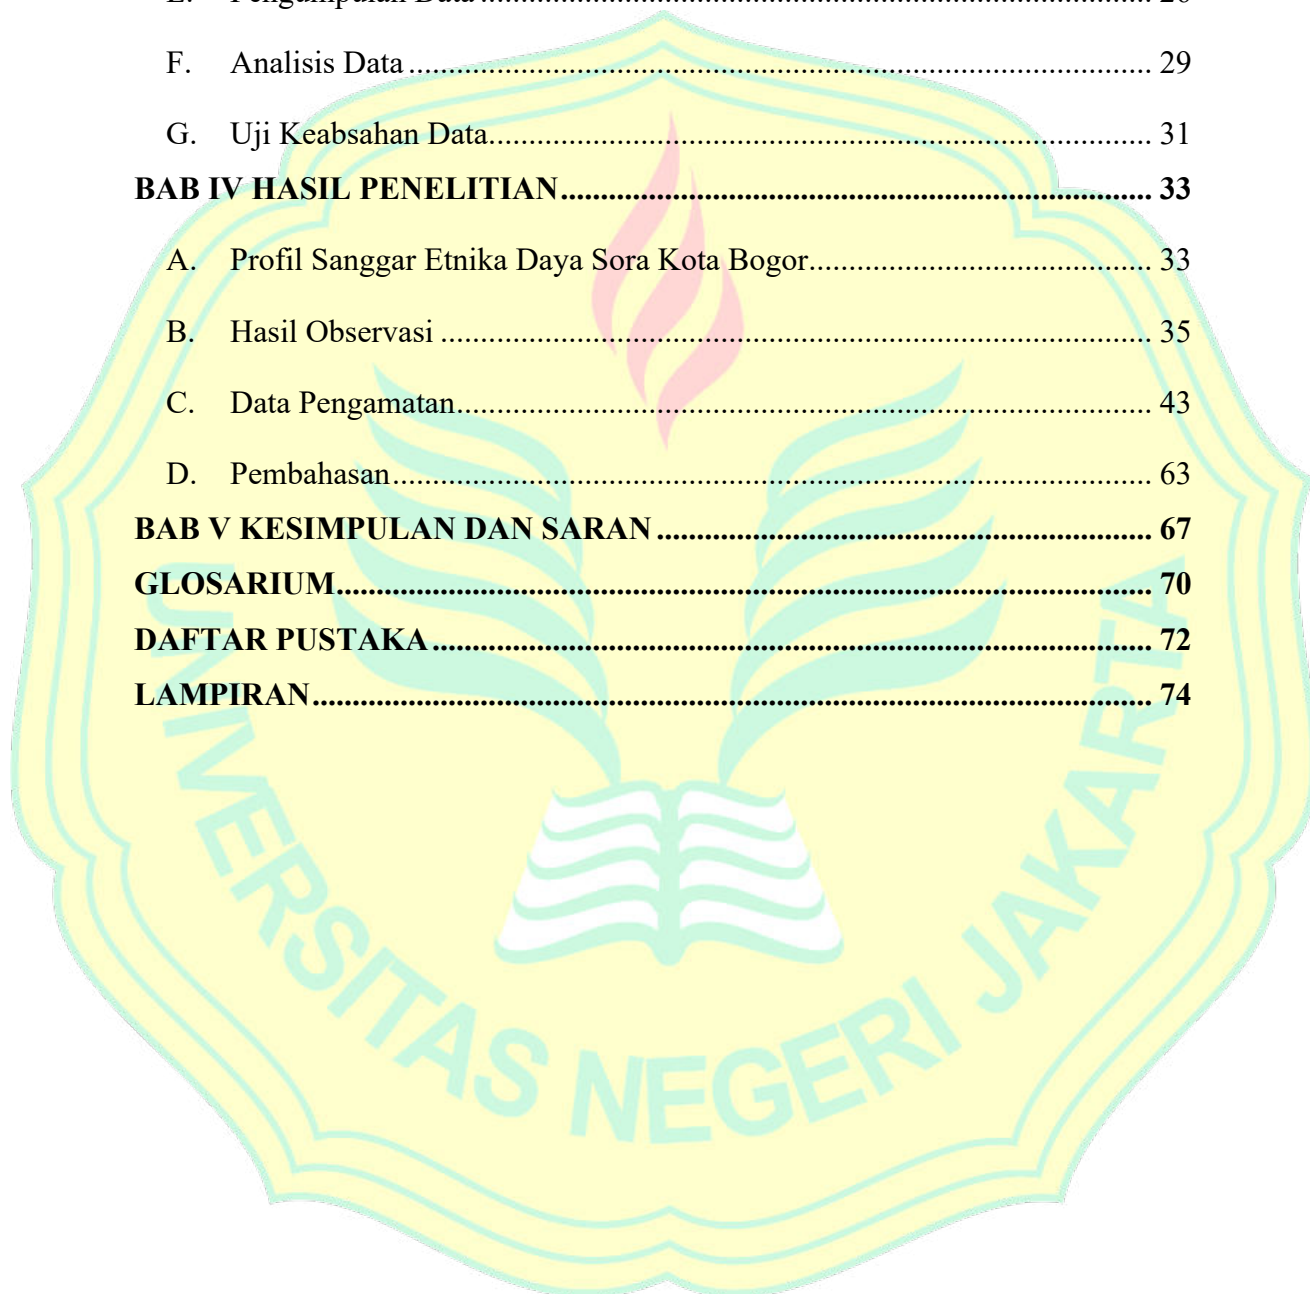 Pengumpulan Data
F. Analisis Data ........ 29
G. Uji Keabsahan Data ........ 31
BAB IV HASIL PENELITIAN ........ 33
A. Profil Sanggar Etnika Daya Sora Kota Bogor ........ 33
B. Hasil Observasi ........ 35
C. Data Pengamatan ........ 43
D. Pembahasan ........ 63
BAB V KESIMPULAN DAN SARAN ........ 67
GLOSARIUM ........ 70
DAFTAR PUSTAKA ........ 72
LAMPIRAN ........ 74
UNIVERSITAS NEGERI JAKARTA